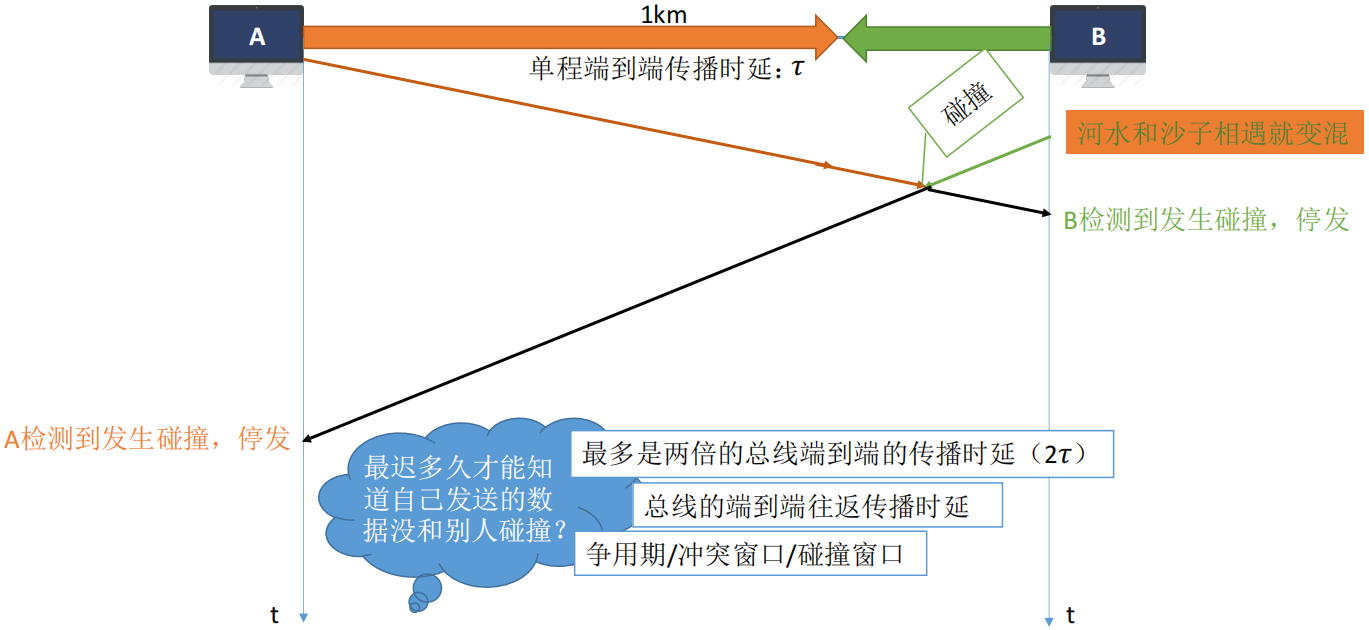 1km
A
B
单程端到端传播时延：τ
碰撞
河水和沙子相遇就变混
B检测到发生碰撞，停发
A检测到发生碰撞，停发
最迟多久才能知
道自己发送的数
据没和别人碰撞？
最多是两倍的总线端到端的传播时延（2τ）
总线的端到端往返传播时延
争用期/冲突窗口/碰撞窗口
t
t